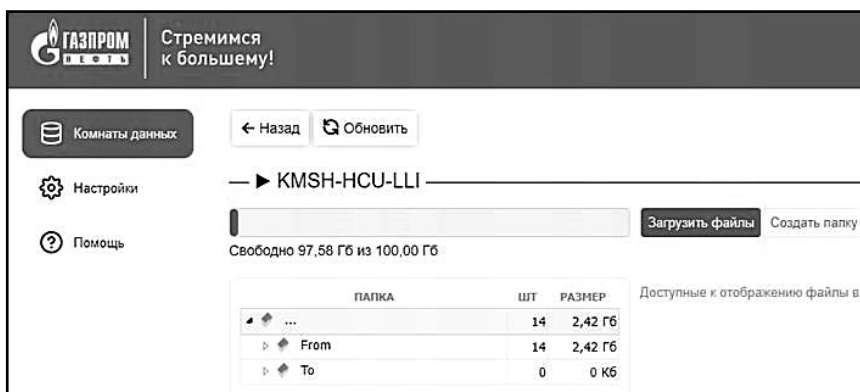 ГАЗПРОМ
НЕФТЬ
Стремимся
к большему!
Комнаты данных
Настройки
Помощь
← Назад Обновить
KMSH-HCU-LLI
Загрузить файлы Создать папку
Свободно 97,58 Гб из 100,00 Гб
ПАПКА ШТ РАЗМЕР
... 14 2,42 Гб
From 14 2,42 Гб
To 0 0 Кб
Доступные к отображению файлы в